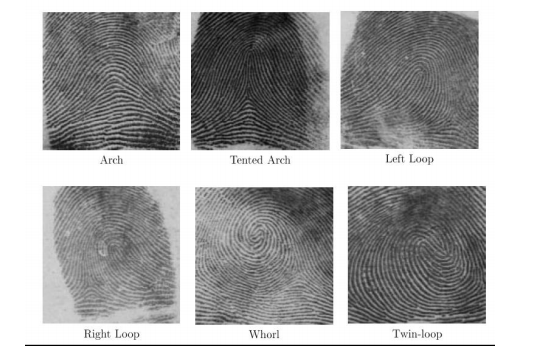 Arch
Tented Arch
Left Loop
Right Loop
Whorl
Twin-loop